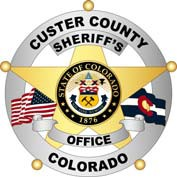 CUSTER COUNTY
SHERIFF'S
STATE OF COLORADO
1876
OFFICE
COLORADO